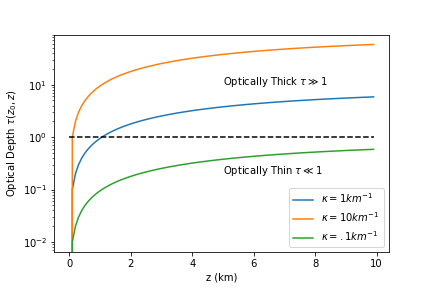 Optical Depth τ(z₀, z)
10¹
10⁰
10⁻¹
10⁻²
Optically Thick τ ≫ 1
Optically Thin τ ≪ 1
κ = 1km⁻¹
κ = 10km⁻¹
κ = .1km⁻¹
0 2 4 6 8 10
z (km)